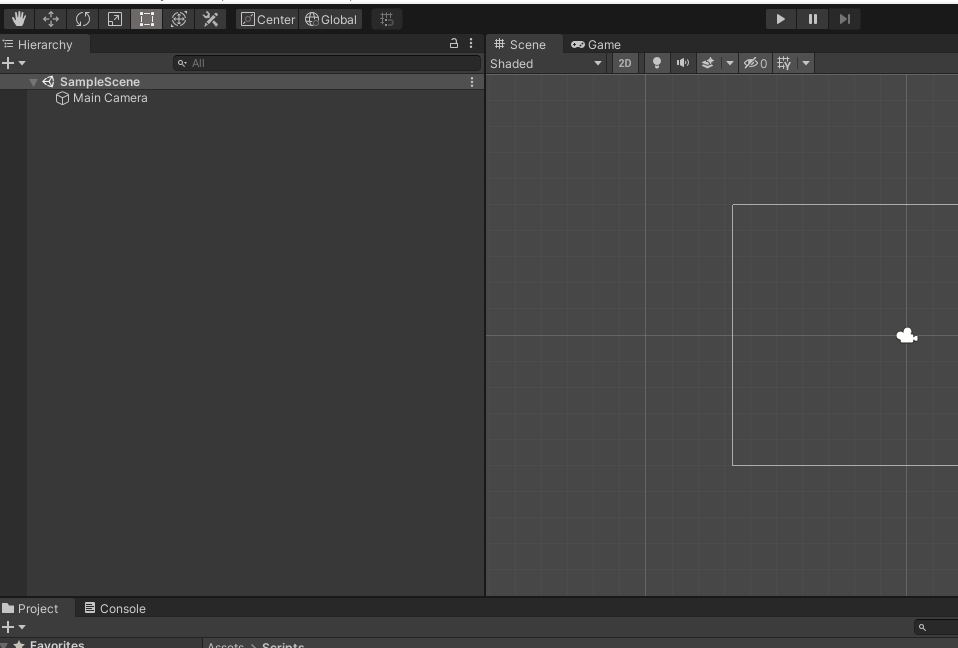 Center Global
Hierarchy
Scene Game
All
Shaded 2D 0
SampleScene
Main Camera
Project Console
Favorites
Assets > Scripts